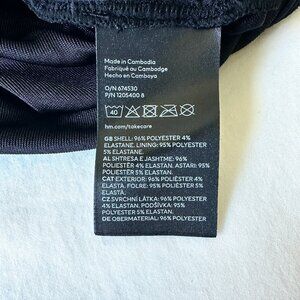 Made in Cambodia
Fabriqué au Cambodge
Hecho en Camboya
O/N 674530
P/N 1205400 8
40
hm.com/takecare
GB SHELL: 96% POLYESTER 4%
ELASTANE. LINING: 95% POLYESTER
5% ELASTANE.
AL SHTRESA E JASHTME: 96%
POLIESTËR 4% ELASTAN. ASTARI: 95%
POLIESTËR 5% ELASTAN.
CAT EXTERIOR: 96% POLIÈSTER 4%
ELASTÀ. FOLRE: 95% POLIÈSTER 5%
ELASTÀ.
CZ SVRCHNÍ LÁTKA: 96% POLYESTER
4% ELASTAN. PODŠÍVKA: 95%
POLYESTER 5% ELASTAN.
DE OBERMATERIAL: 96% POLYESTER